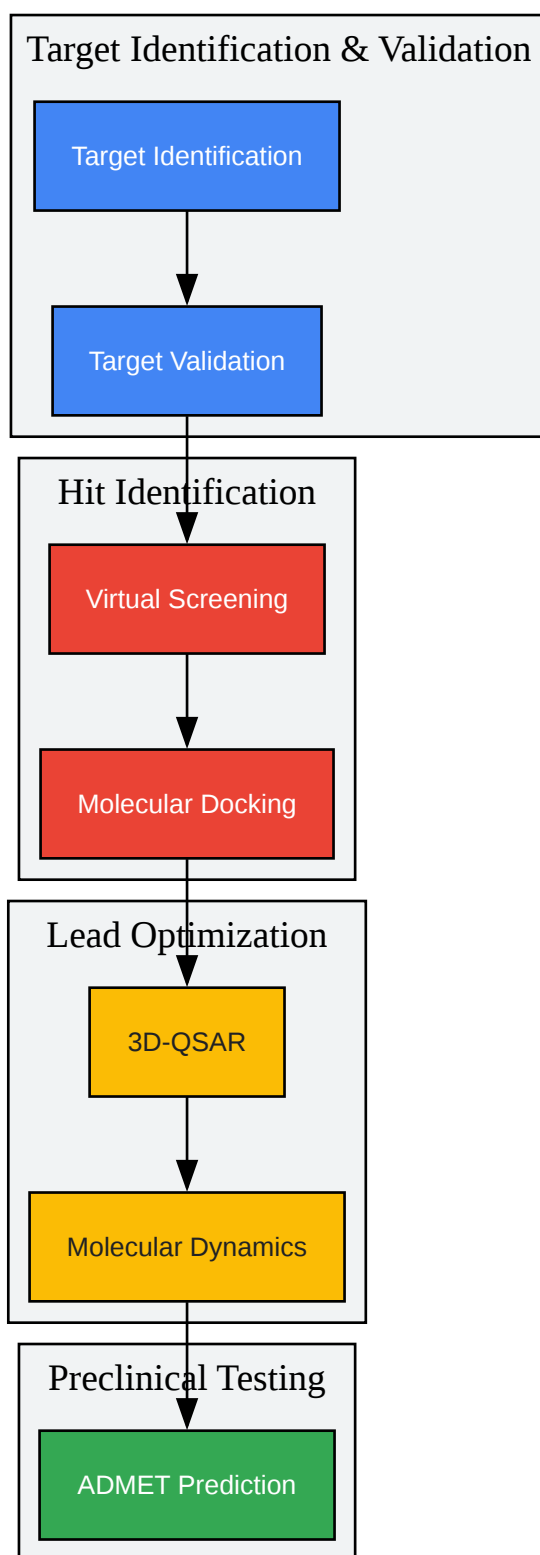 Target Identification & Validation
Target Identification
Target Validation
Hit Identification
Virtual Screening
Molecular Docking
Lead Optimization
3D-QSAR
Molecular Dynamics
Preclinical Testing
ADMET Prediction